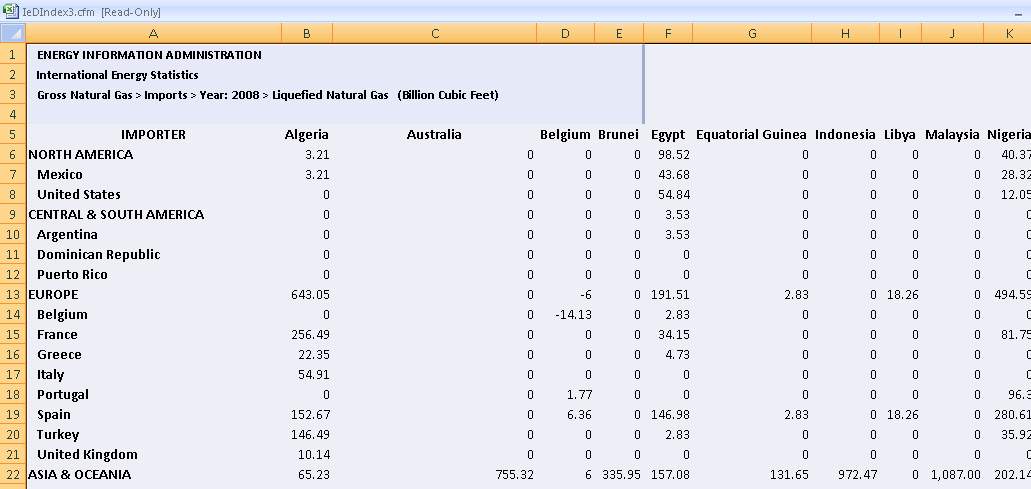 IeDIndex3.cfm [Read-Only]
A B C D E F G H I J K
1 ENERGY INFORMATION ADMINISTRATION
2 International Energy Statistics
3 Gross Natural Gas > Imports > Year: 2008 > Liquefied Natural Gas (Billion Cubic Feet)
4
5 IMPORTER Algeria Australia Belgium Brunei Egypt Equatorial Guinea Indonesia Libya Malaysia Nigeria
6 NORTH AMERICA 3.21 0 0 0 98.52 0 0 0 0 40.37
7 Mexico 3.21 0 0 0 43.68 0 0 0 0 28.32
8 United States 0 0 0 0 54.84 0 0 0 0 12.05
9 CENTRAL & SOUTH AMERICA 0 0 0 0 3.53 0 0 0 0 0
10 Argentina 0 0 0 0 3.53 0 0 0 0 0
11 Dominican Republic 0 0 0 0 0 0 0 0 0 0
12 Puerto Rico 0 0 0 0 0 0 0 0 0 0
13 EUROPE 643.05 0 -6 0 191.51 2.83 0 18.26 0 494.59
14 Belgium 0 0 -14.13 0 2.83 0 0 0 0 0
15 France 256.49 0 0 0 34.15 0 0 0 0 81.75
16 Greece 22.35 0 0 0 4.73 0 0 0 0 0
17 Italy 54.91 0 0 0 0 0 0 0 0 0
18 Portugal 0 0 1.77 0 0 0 0 0 0 96.3
19 Spain 152.67 0 6.36 0 146.98 2.83 0 18.26 0 280.61
20 Turkey 146.49 0 0 0 2.83 0 0 0 0 35.92
21 United Kingdom 10.14 0 0 0 0 0 0 0 0 0
22 ASIA & OCEANIA 65.23 755.32 6 335.95 157.08 131.65 972.47 0 1,087.00 202.14